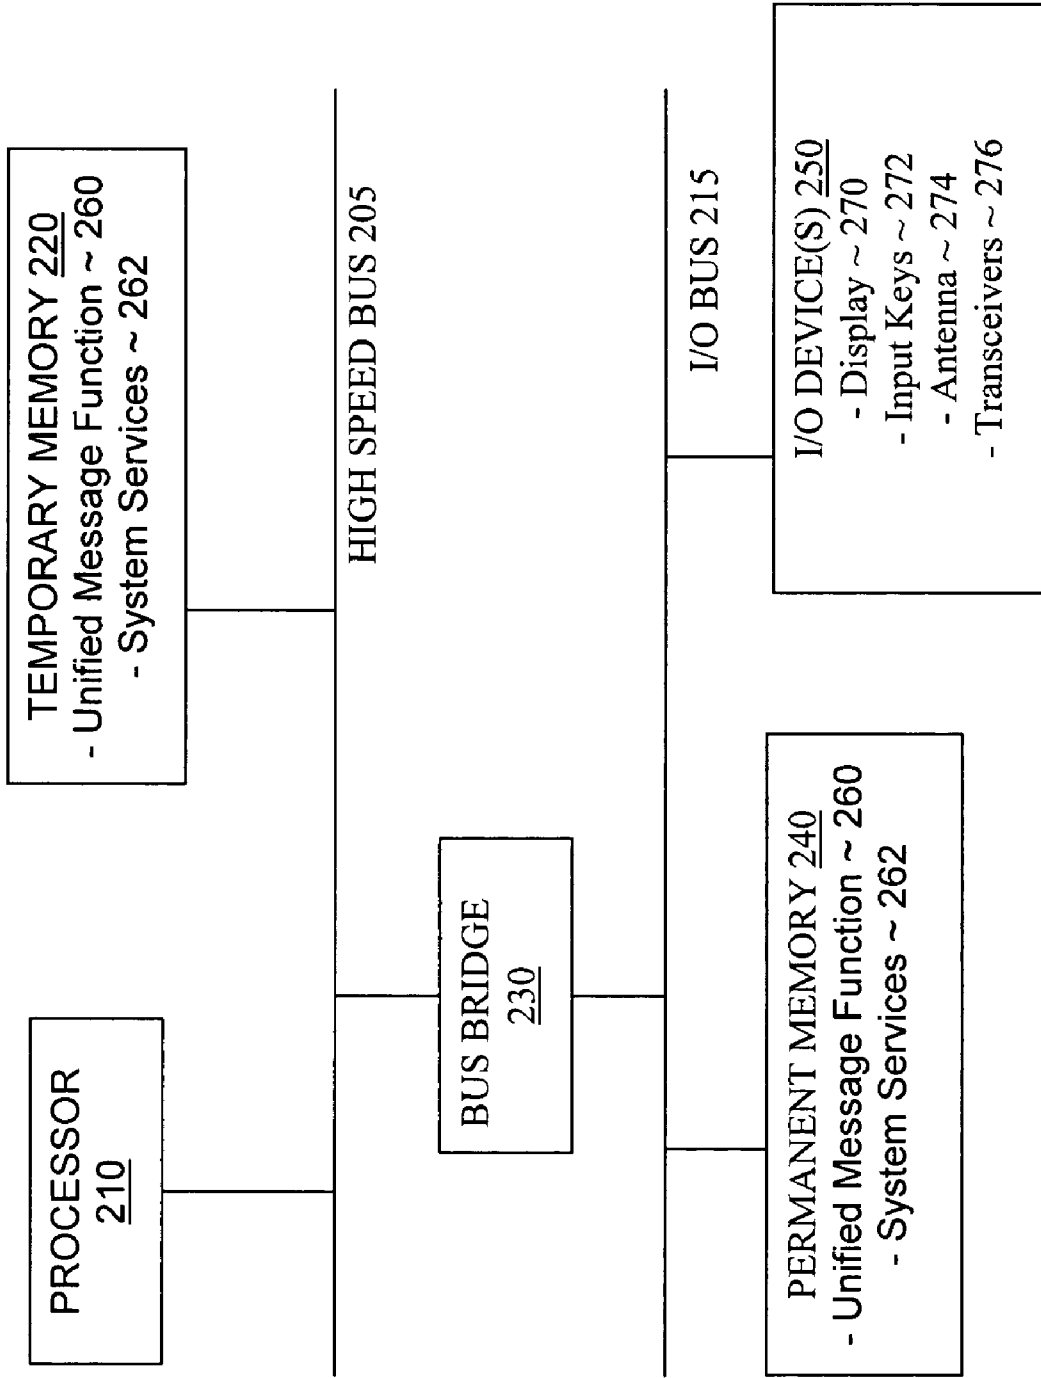 PROCESSOR
210
TEMPORARY MEMORY 220
- Unified Message Function ~ 260
- System Services ~ 262
HIGH SPEED BUS 205
BUS BRIDGE
230
I/O BUS 215
PERMANENT MEMORY 240
- Unified Message Function ~ 260
- System Services ~ 262
I/O DEVICE(S) 250
- Display ~ 270
- Input Keys ~ 272
- Antenna ~ 274
- Transceivers ~ 276